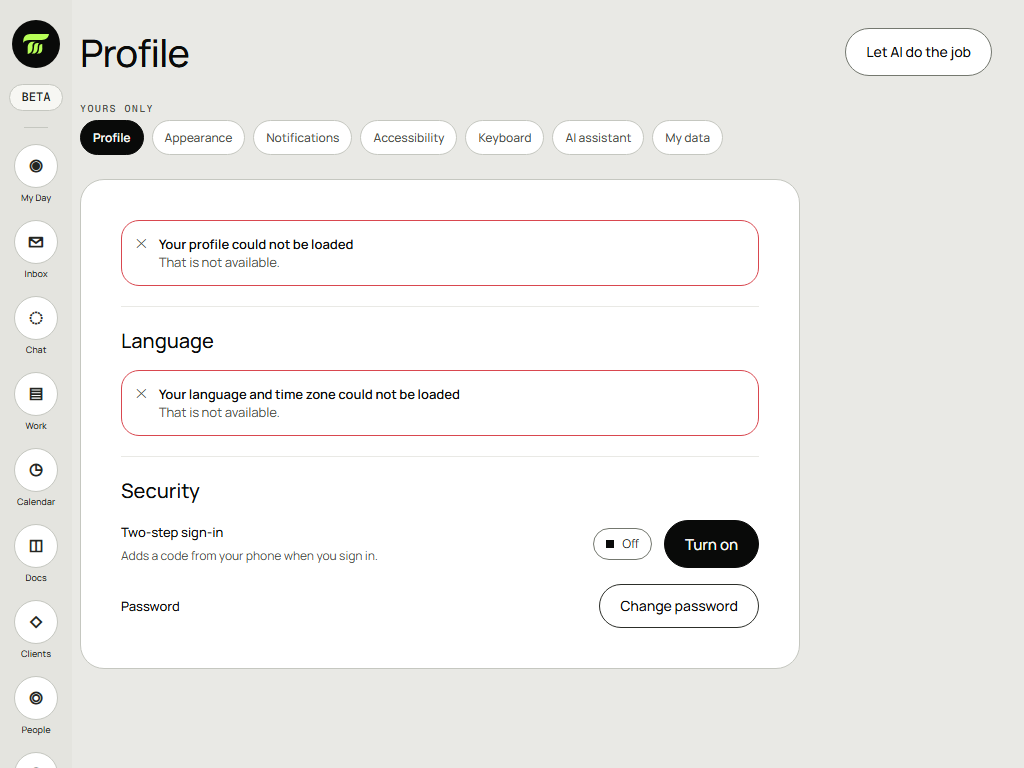 Profile
Let AI do the job
BETA
YOURS ONLY
Profile
Appearance
Notifications
Accessibility
Keyboard
AI assistant
My data
My Day
Inbox
Chat
Work
Calendar
Docs
Clients
People
Your profile could not be loaded
That is not available.
Language
Your language and time zone could not be loaded
That is not available.
Security
Two-step sign-in
Adds a code from your phone when you sign in.
Off
Turn on
Password
Change password